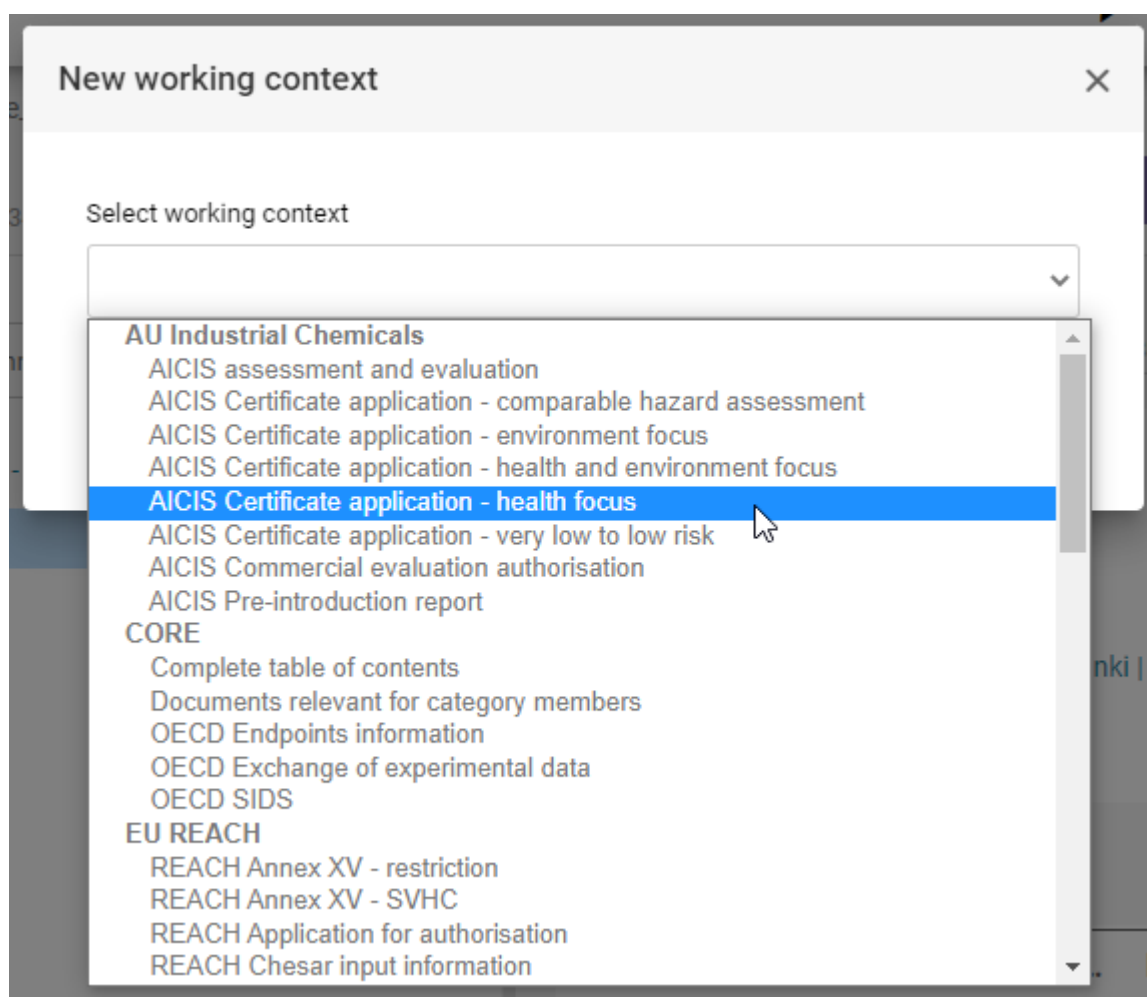 New working context
Select working context
AU Industrial Chemicals
AICIS assessment and evaluation
AICIS Certificate application - comparable hazard assessment
AICIS Certificate application - environment focus
AICIS Certificate application - health and environment focus
AICIS Certificate application - health focus
AICIS Certificate application - very low to low risk
AICIS Commercial evaluation authorisation
AICIS Pre-introduction report
CORE
Complete table of contents
Documents relevant for category members
OECD Endpoints information
OECD Exchange of experimental data
OECD SIDS
EU REACH
REACH Annex XV - restriction
REACH Annex XV - SVHC
REACH Application for authorisation
REACH Chesar input information
nki |